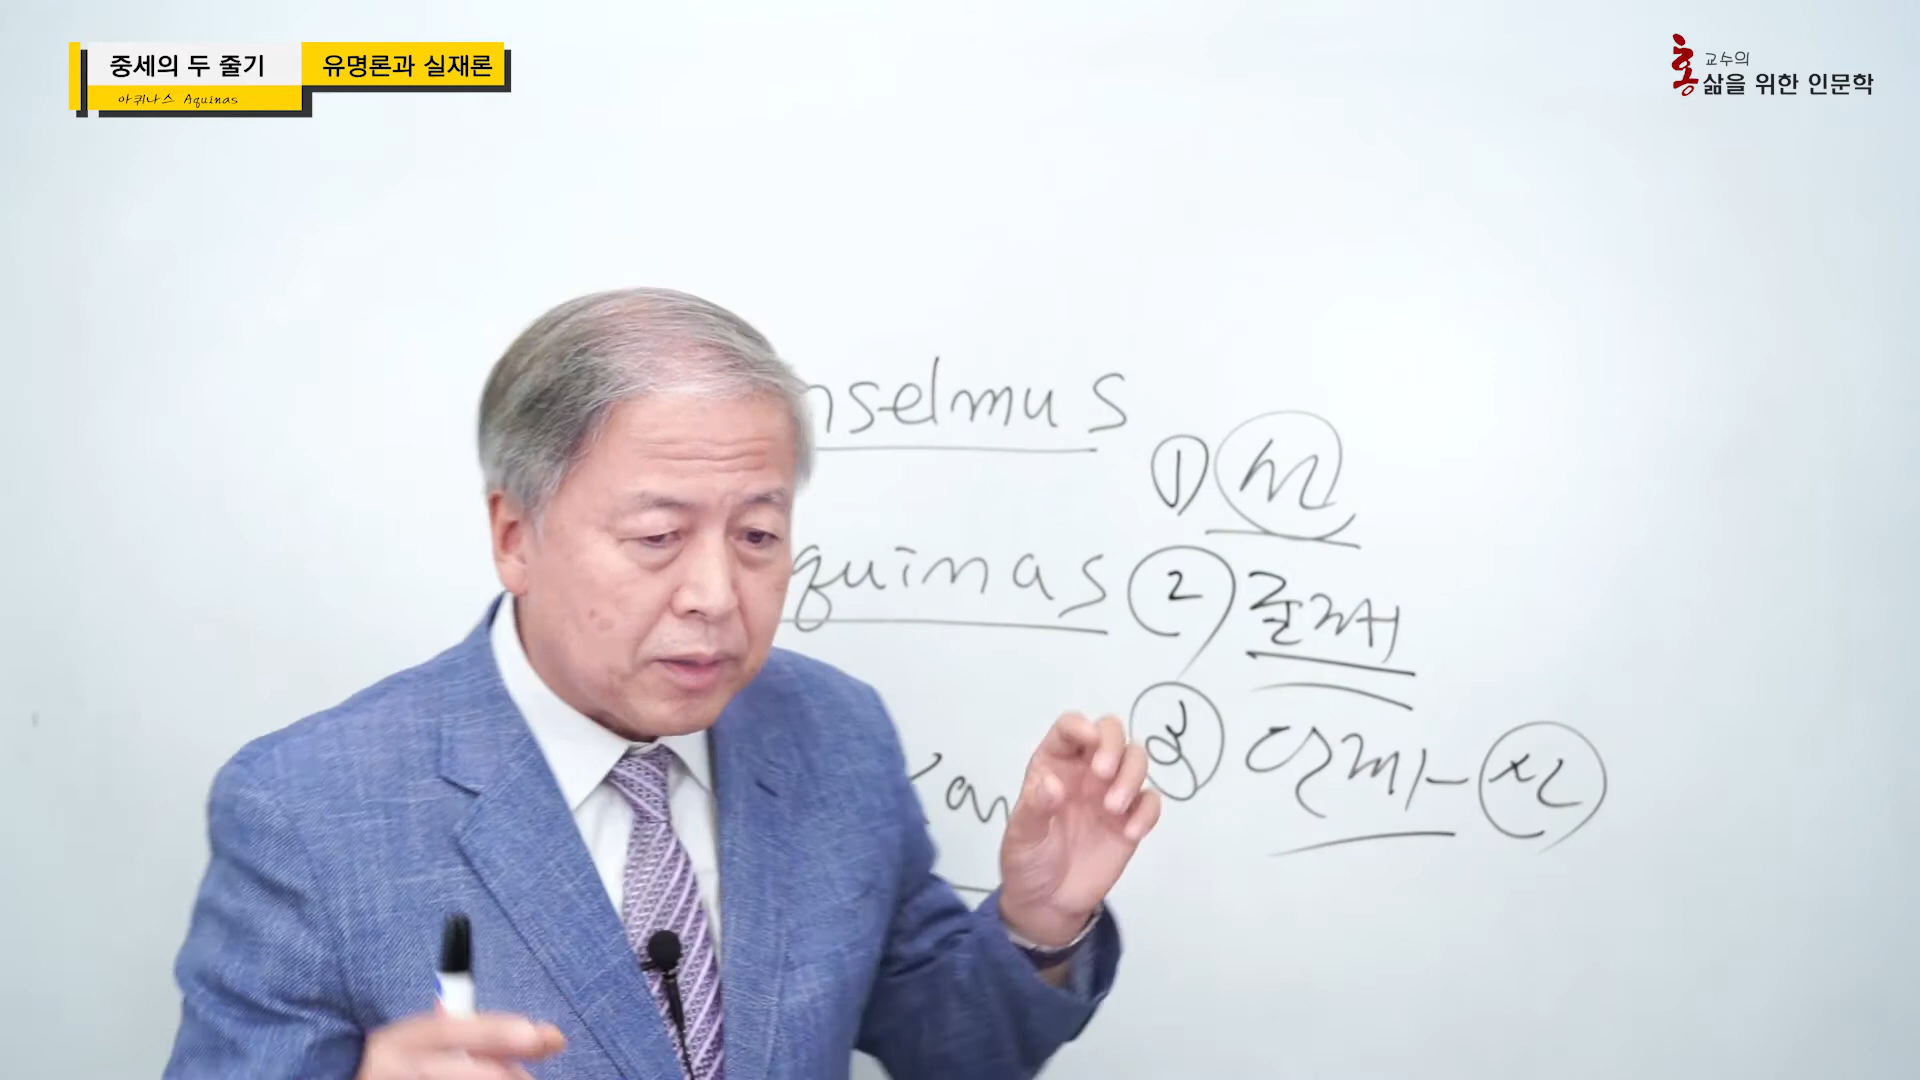 중세의 두 줄기 유명론과 실재론
아퀴나스 Aquinas
홍 교수의
삶을 위한 인문학
nselmus
① 신
quinas ② 존재
③ 인과 - 신